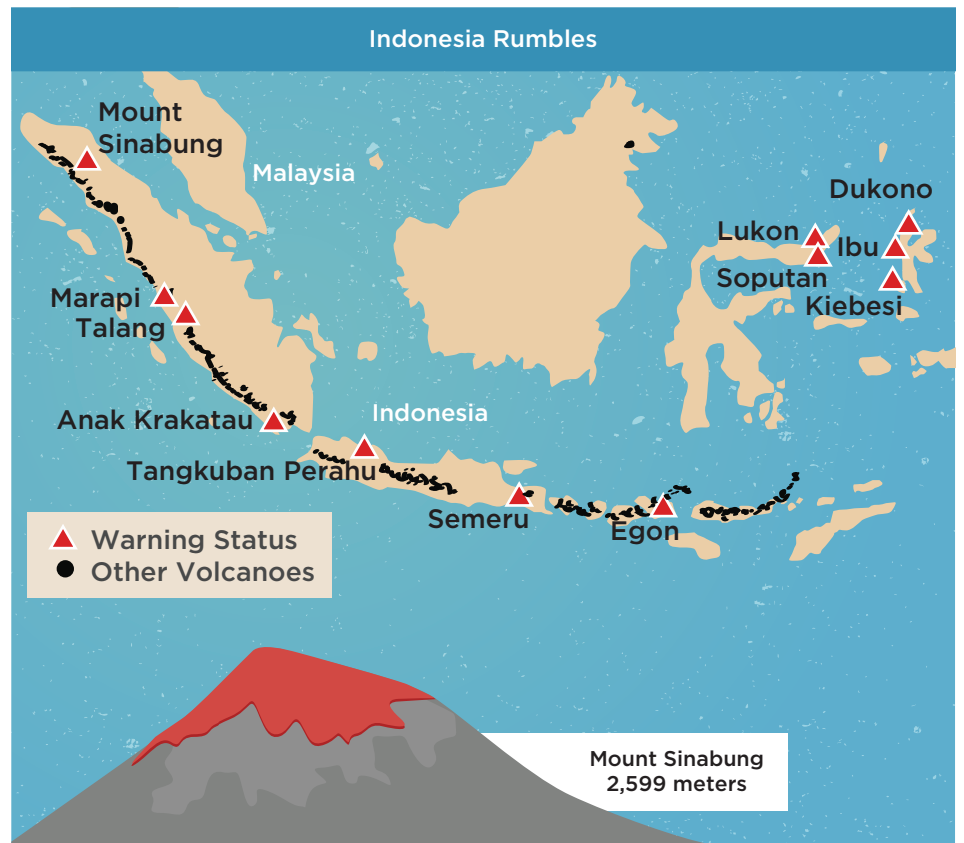 Indonesia Rumbles
Mount
Sinabung
Malaysia
Dukono
Lukon
Ibu
Soputan
Kiebesi
Marapi
Talang
Anak Krakatau
Indonesia
Tangkuban Perahu
Semeru
Egon
Warning Status
Other Volcanoes
Mount Sinabung
2,599 meters